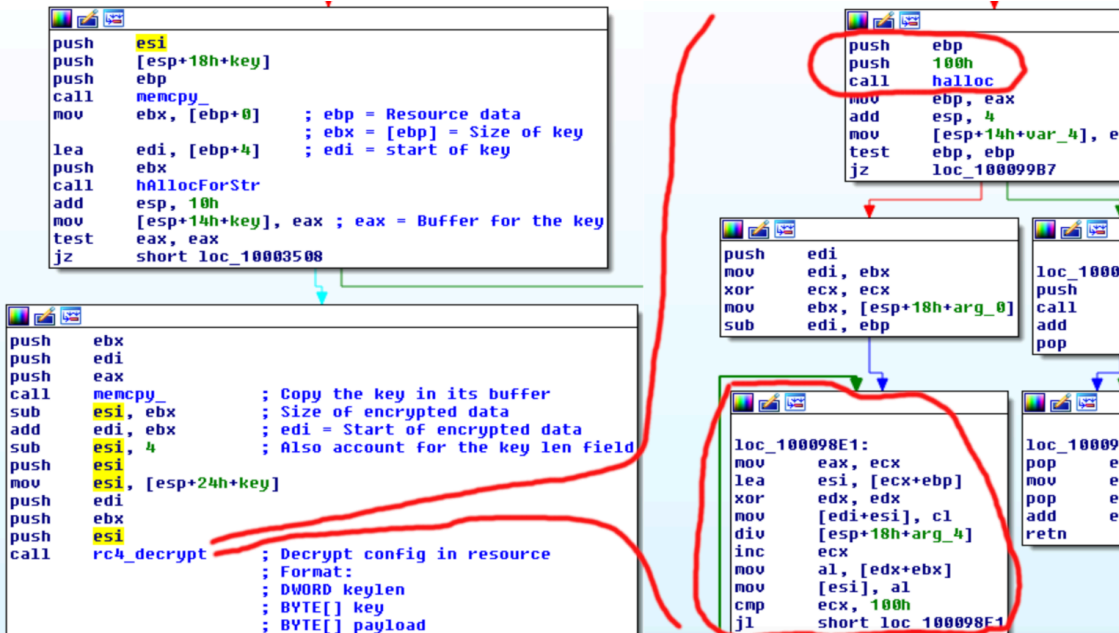 push    esi
push    [esp+18h+key]
push    ebp
call    memcpy_
mov     ebx, [ebp+0]    ; ebp = Resource data
; ebx = [ebp] = Size of key
lea     edi, [ebp+4]    ; edi = start of key
push    ebx
call    hAllocForStr
add     esp, 10h
mov     [esp+14h+key], eax ; eax = Buffer for the key
test    eax, eax
jz      short loc_10003508
push    ebx
push    edi
push    eax
call    memcpy_         ; Copy the key in its buffer
sub     esi, ebx        ; Size of encrypted data
add     edi, ebx        ; edi = Start of encrypted data
sub     esi, 4          ; Also account for the key len field
push    esi
mov     esi, [esp+24h+key]
push    edi
push    ebx
push    esi
call    rc4_decrypt     ; Decrypt config in resource
; Format:
; DWORD keylen
; BYTE[] key
; BYTE[] payload
push    ebp
push    100h
call    halloc
mov     ebp, eax
add     esp, 4
mov     [esp+14h+var_4], e
test    ebp, ebp
jz      loc_100099B7
push    edi
mov     edi, ebx
xor     ecx, ecx
mov     ebx, [esp+18h+arg_0]
sub     edi, ebp
loc_1000
push
call
add
pop
loc_100098E1:
mov     eax, ecx
lea     esi, [ecx+ebp]
xor     edx, edx
mov     [edi+esi], cl
div     [esp+18h+arg_4]
inc     ecx
mov     al, [edx+ebx]
mov     [esi], al
cmp     ecx, 100h
jl      short loc_100098E1
loc_10009
pop     e
mov     e
pop     e
add     e
retn